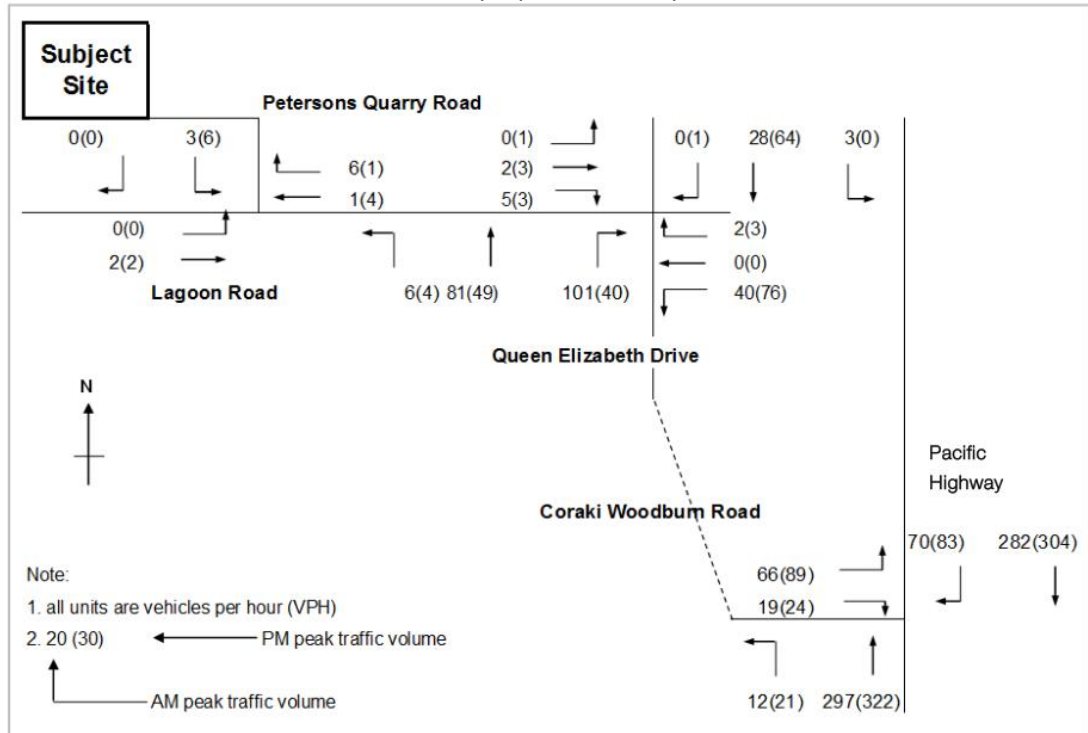 Subject
Site
Petersons Quarry Road
0(0)
3(6)
0(1)
0(1)
28(64)
3(0)
6(1)
2(3)
1(4)
5(3)
0(0)
2(3)
2(2)
0(0)
Lagoon Road
6(4)
81(49)
101(40)
40(76)
Queen Elizabeth Drive
N
Pacific
Highway
Coraki Woodburn Road
70(83)
282(304)
66(89)
19(24)
Note:
1. all units are vehicles per hour (VPH)
2. 20 (30)
PM peak traffic volume
AM peak traffic volume
12(21)
297(322)